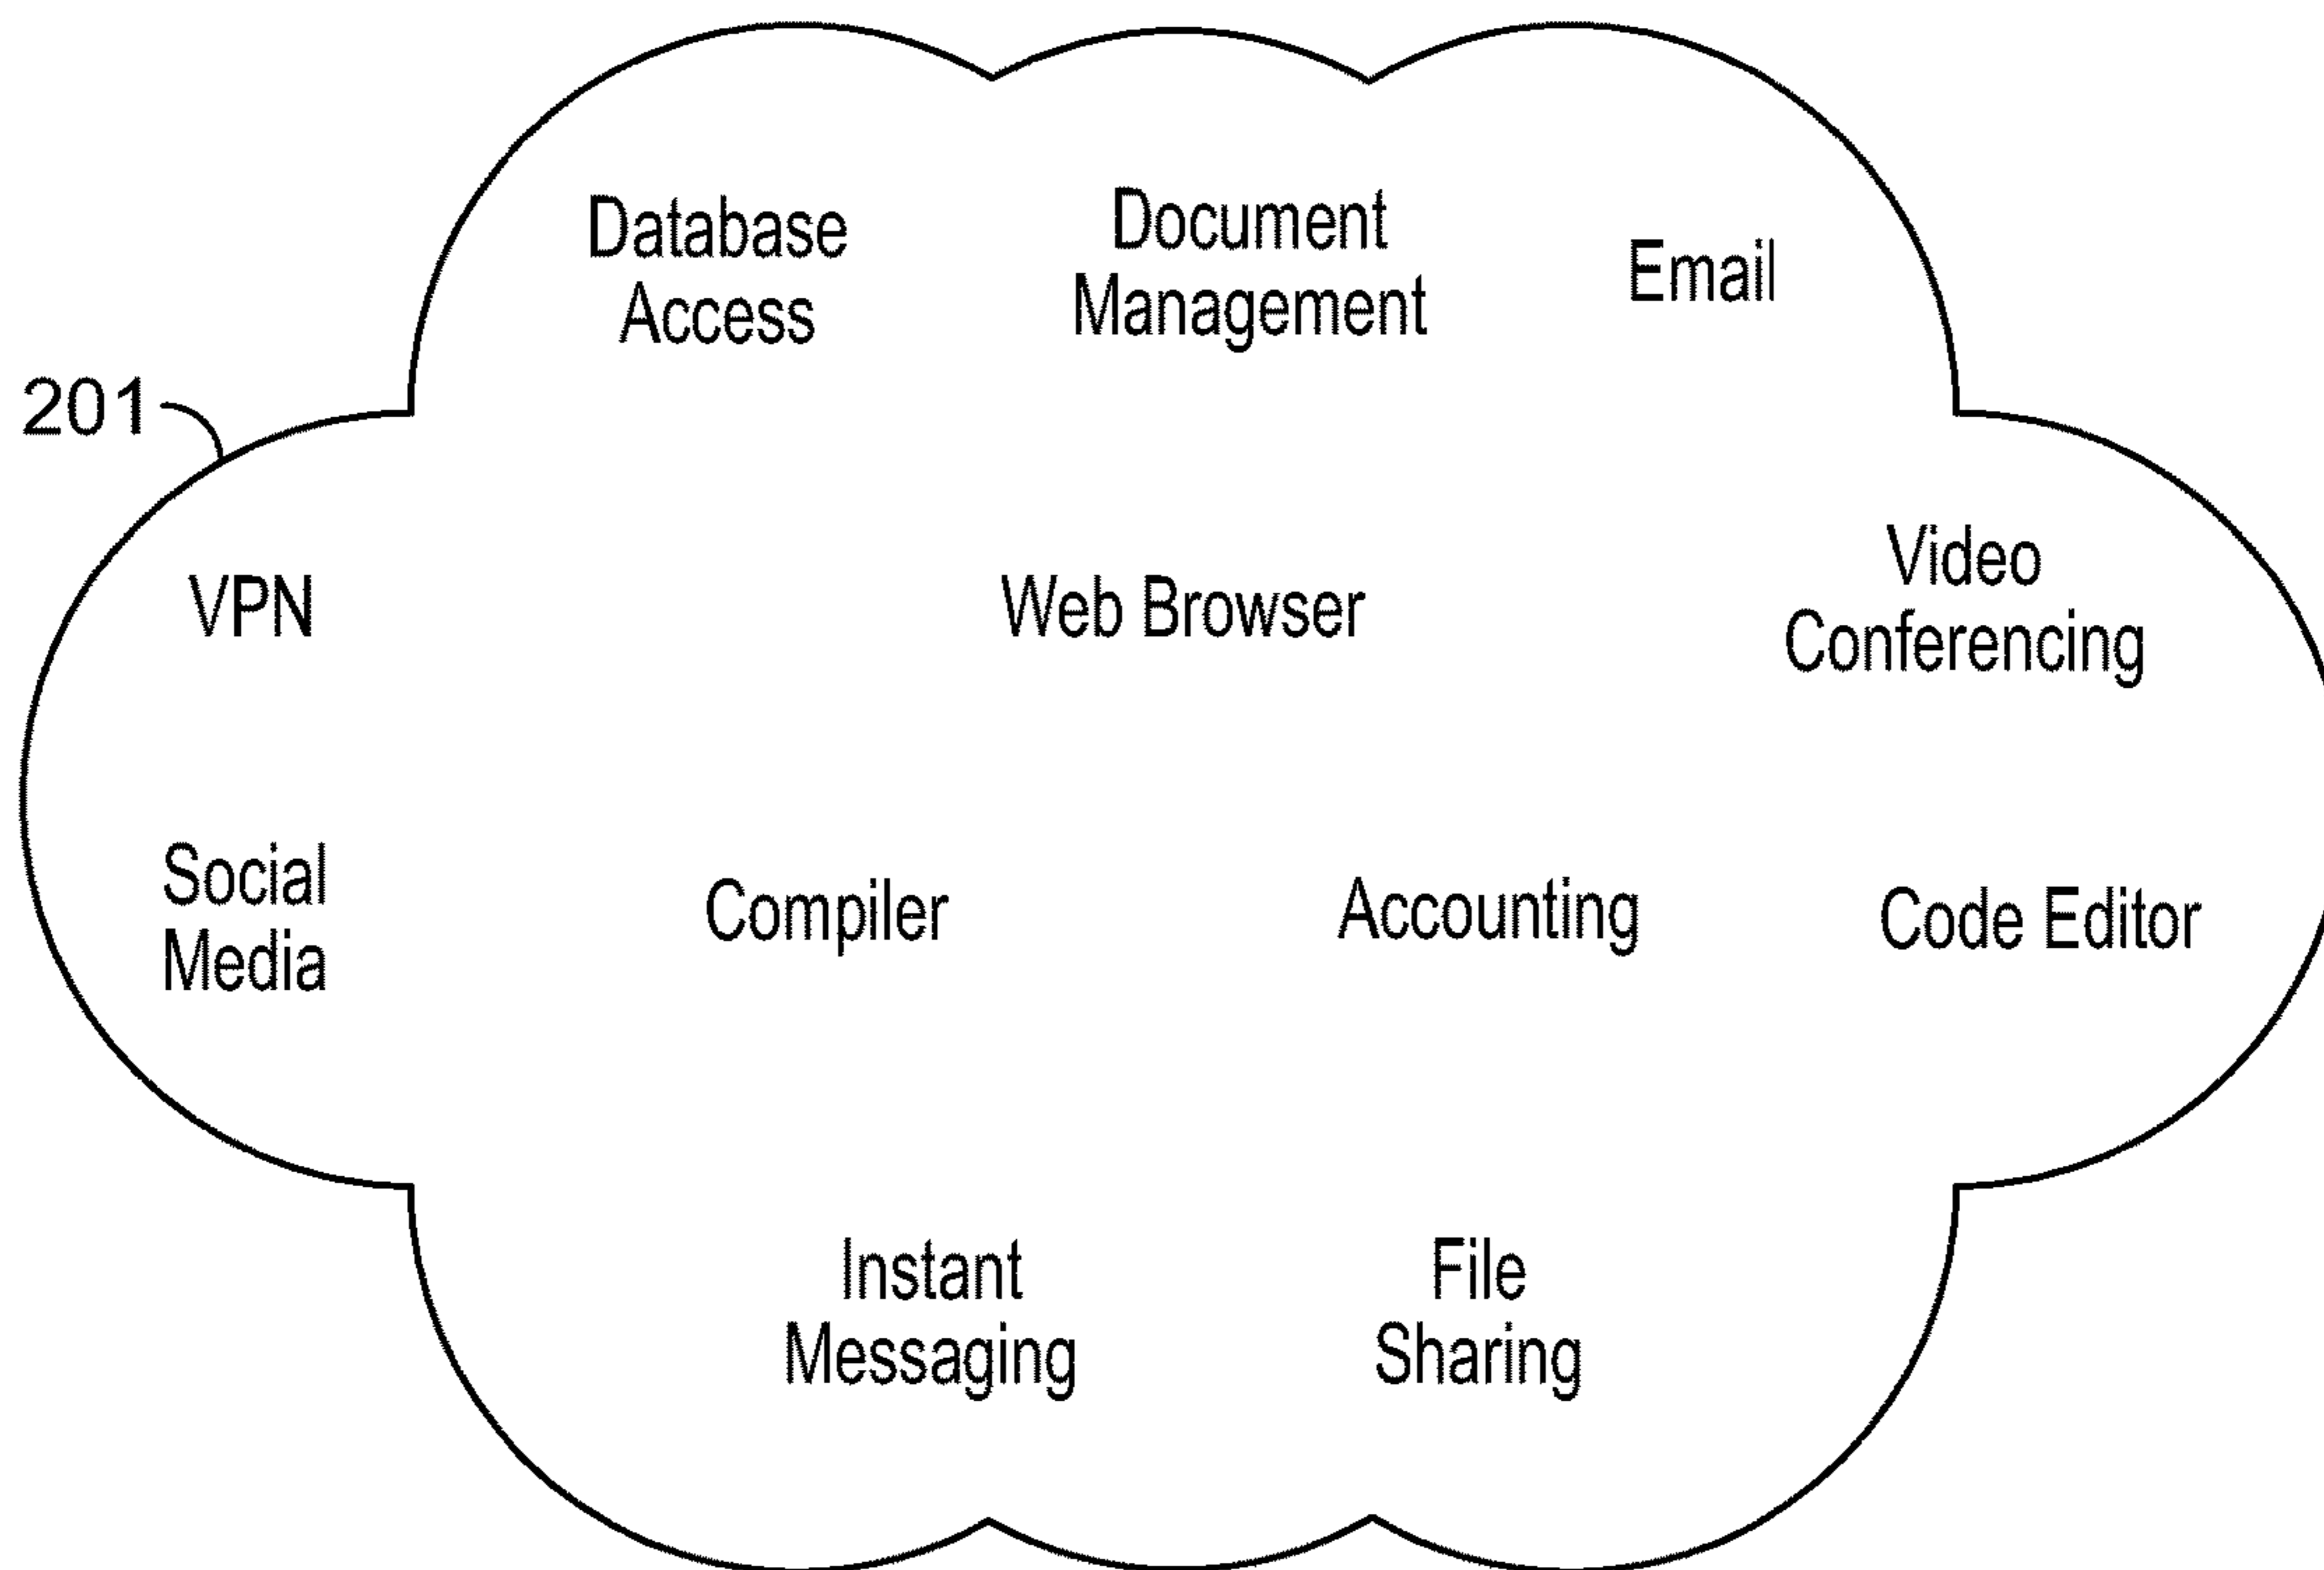 Database
Access
Document
Management
Email
201
VPN
Web Browser
Video
Conferencing
Social
Media
Compiler
Accounting
Code Editor
Instant
Messaging
File
Sharing